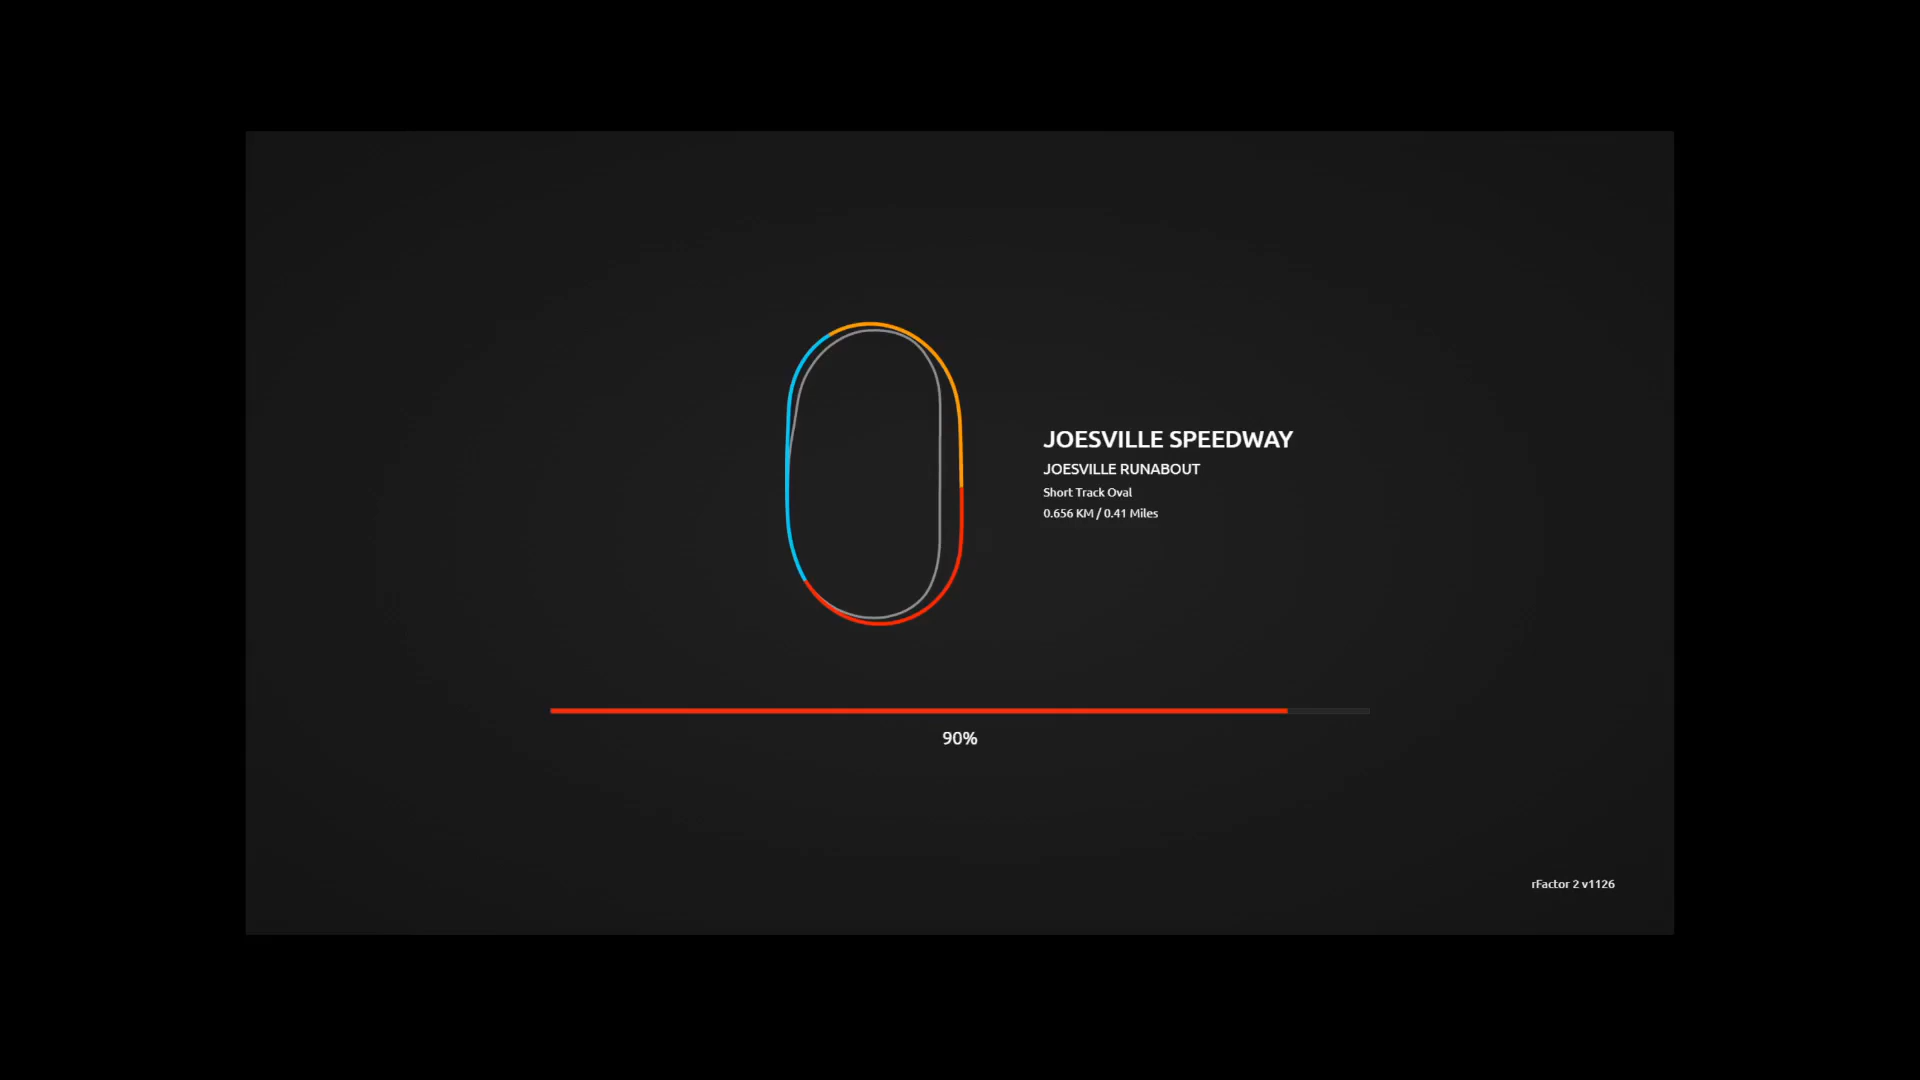 JOESVILLE SPEEDWAY
JOESVILLE RUNABOUT
Short Track Oval
0.656 KM / 0.41 Miles
90%
rFactor 2 v1126